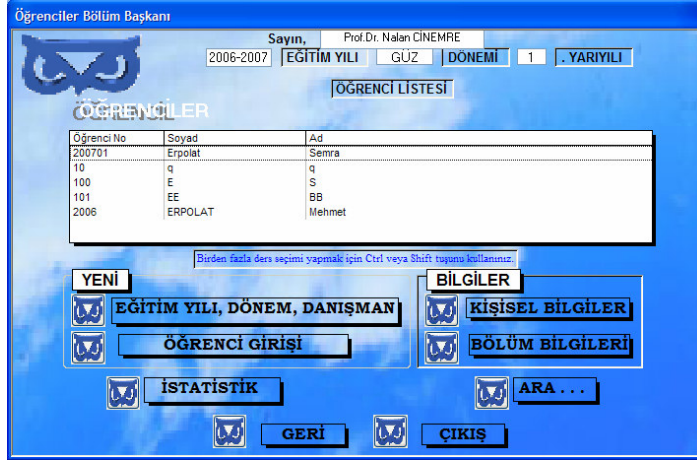 Öğrenciler Bölüm Başkanı
Sayın, Prof.Dr. Nalan CİNEMRE
2006-2007 EĞİTİM YILI GÜZ DÖNEMİ 1 . YARIYILI
ÖĞRENCİ LİSTESİ
ÖĞRENCİLER
Öğrenci No Soyad Ad
200701 Erpolat Semra
10 q q
100 E S
101 EE BB
2006 ERPOLAT Mehmet
Birden fazla ders seçimi yapmak için Ctrl veya Shift tuşunu kullanınız.
YENİ BİLGİLER
EĞİTİM YILI, DÖNEM, DANIŞMAN KİŞİSEL BİLGİLER
ÖĞRENCİ GİRİŞİ BÖLÜM BİLGİLERİ
İSTATİSTİK ARA . . .
GERİ ÇIKIŞ